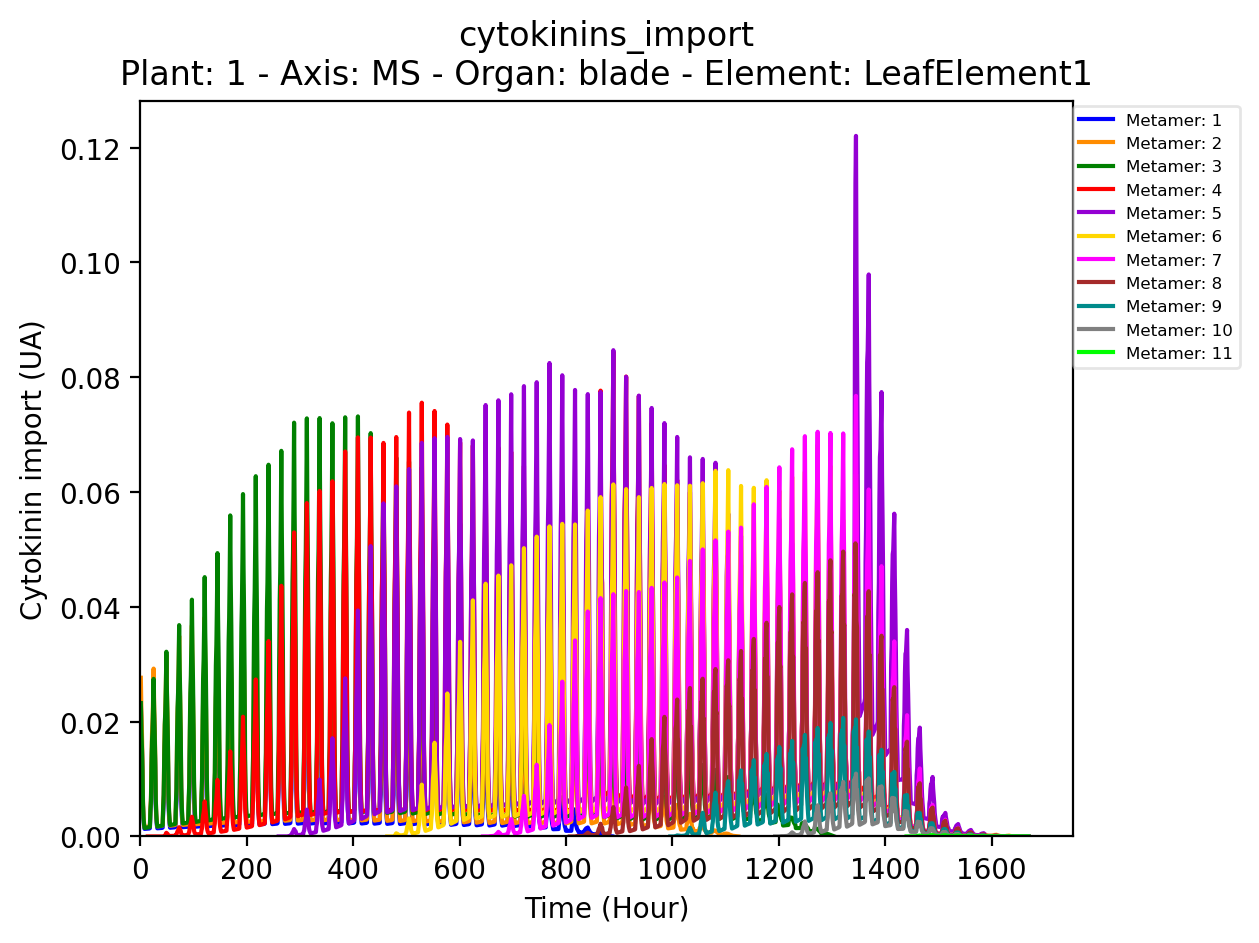 cytokinins_import
Plant: 1 - Axis: MS - Organ: blade - Element: LeafElement1
Cytokinin import (UA)
0.12
0.10
0.08
0.06
0.04
0.02
0.00
0 200 400 600 800 1000 1200 1400 1600
Time (Hour)
Metamer: 1
Metamer: 2
Metamer: 3
Metamer: 4
Metamer: 5
Metamer: 6
Metamer: 7
Metamer: 8
Metamer: 9
Metamer: 10
Metamer: 11